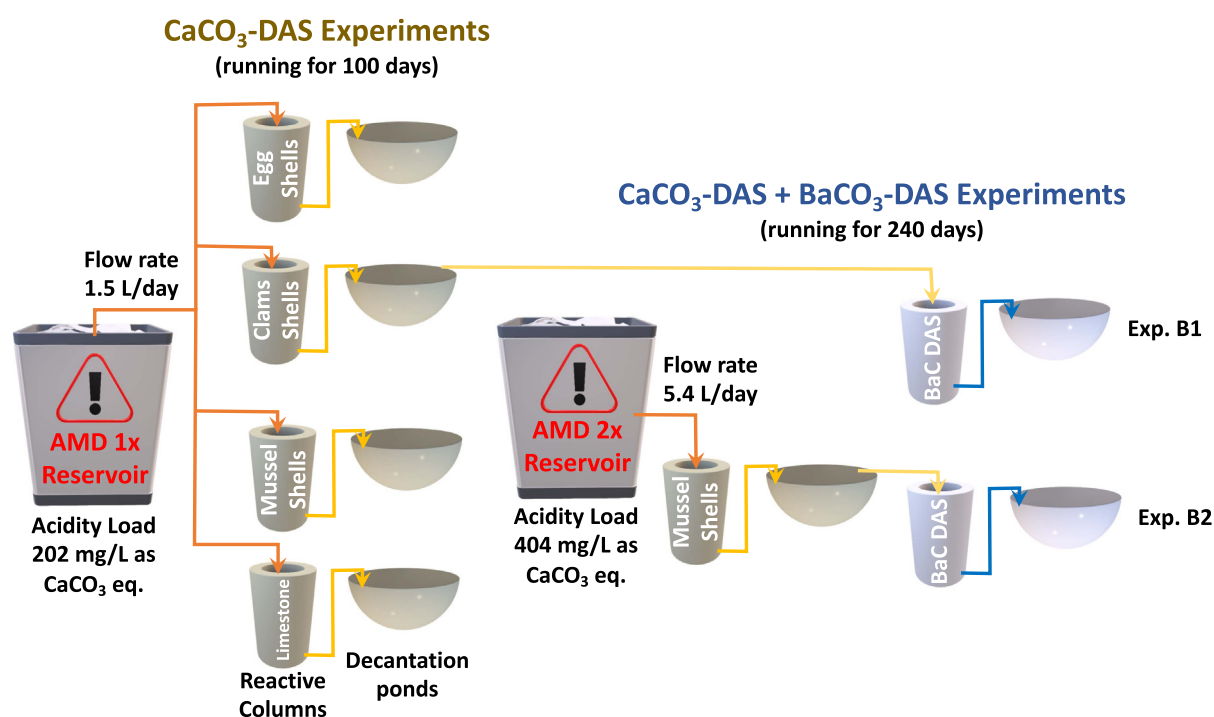 CaCO₃-DAS Experiments
(running for 100 days)
Egg
Shells
CaCO₃-DAS + BaCO₃-DAS Experiments
(running for 240 days)
Flow rate
1.5 L/day
Clams
Shells
AMD 1x
Reservoir
Acidity Load
202 mg/L as
CaCO₃ eq.
Mussel
Shells
Limestone
Reactive
Columns
Decantation
ponds
AMD 2x
Reservoir
Acidity Load
404 mg/L as
CaCO₃ eq.
Flow rate
5.4 L/day
Mussel
Shells
BaC DAS
Exp. B1
BaC DAS
Exp. B2